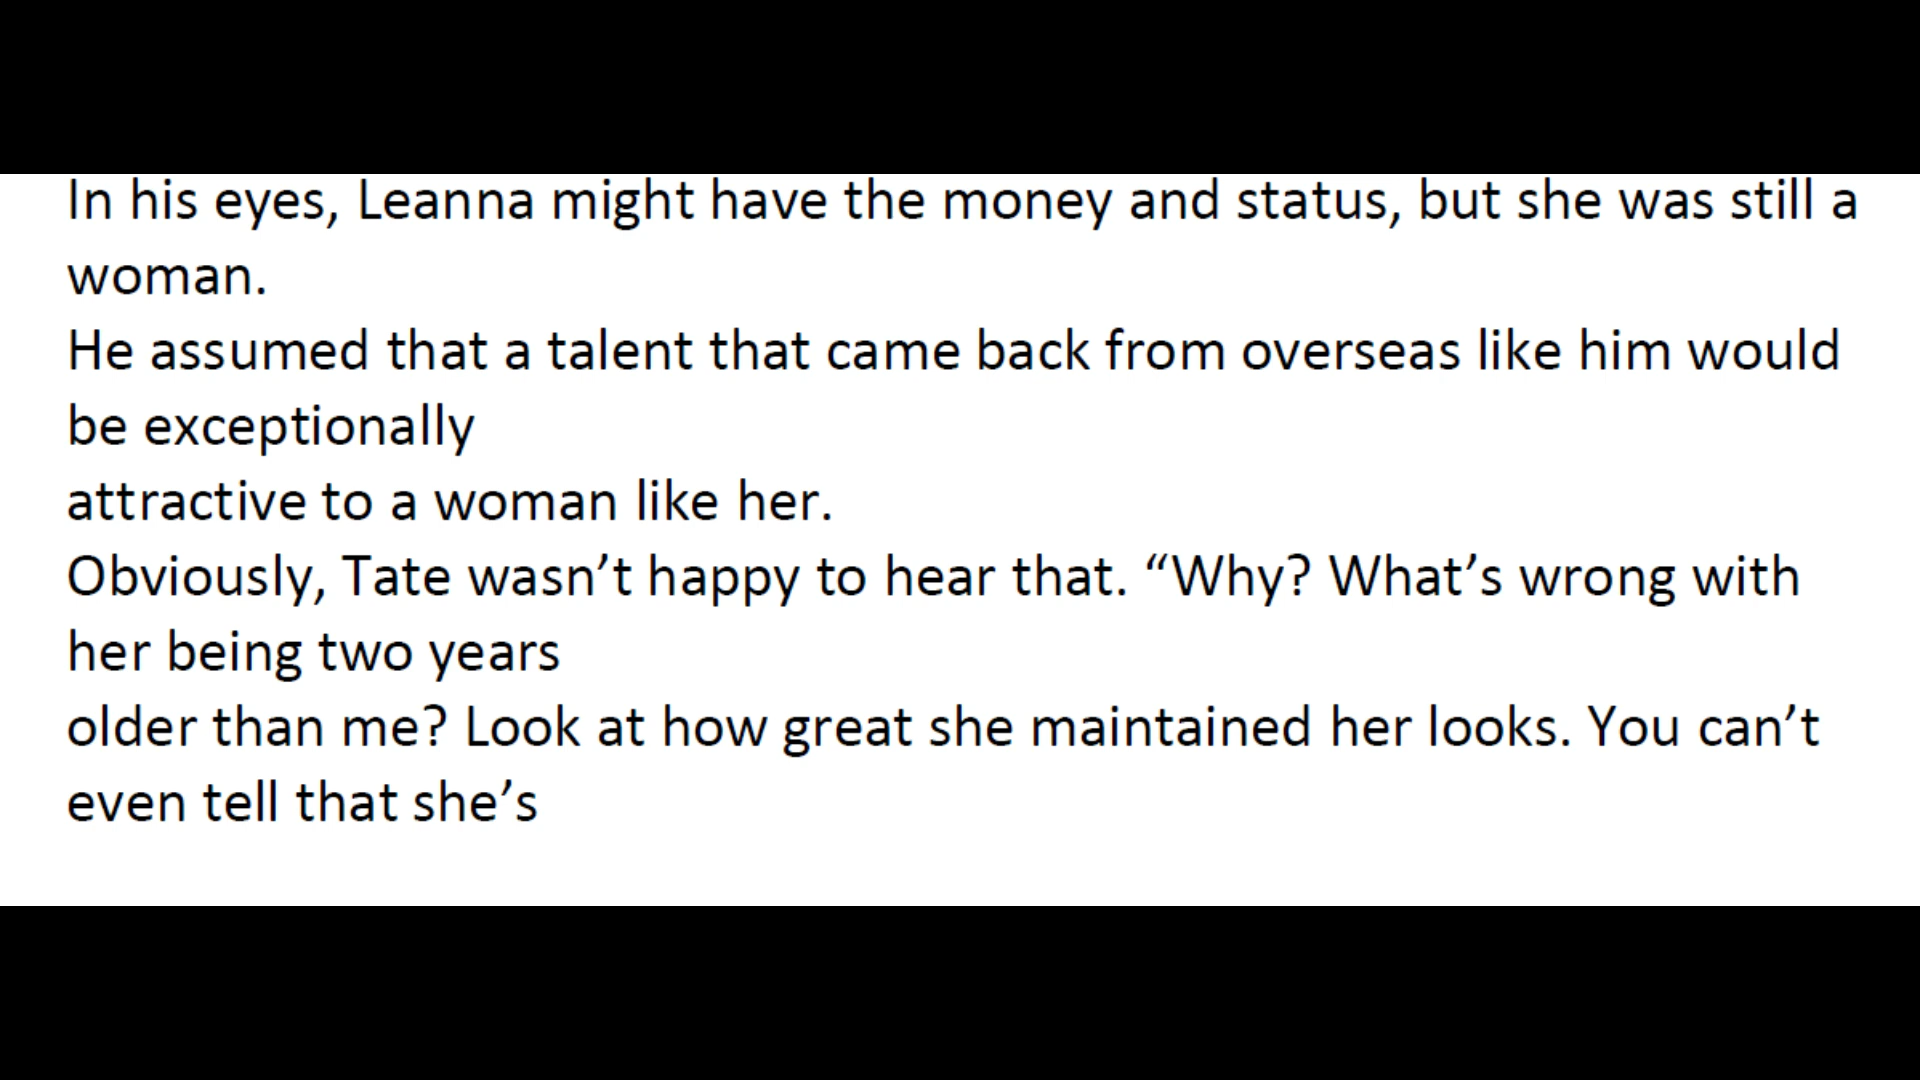 In his eyes, Leanna might have the money and status, but she was still a
woman.
He assumed that a talent that came back from overseas like him would
be exceptionally
attractive to a woman like her.
Obviously, Tate wasn’t happy to hear that. “Why? What’s wrong with
her being two years
older than me? Look at how great she maintained her looks. You can’t
even tell that she’s